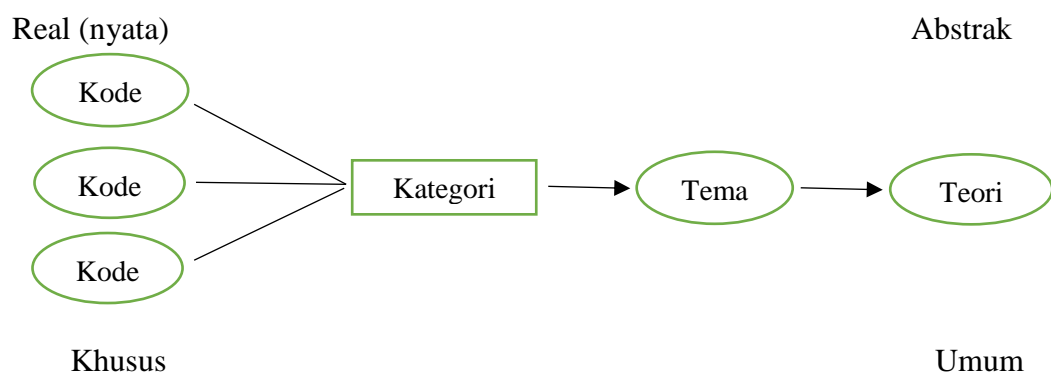 Real (nyata) Abstrak
Kode
Kode Kategori Tema Teori
Kode
Khusus Umum